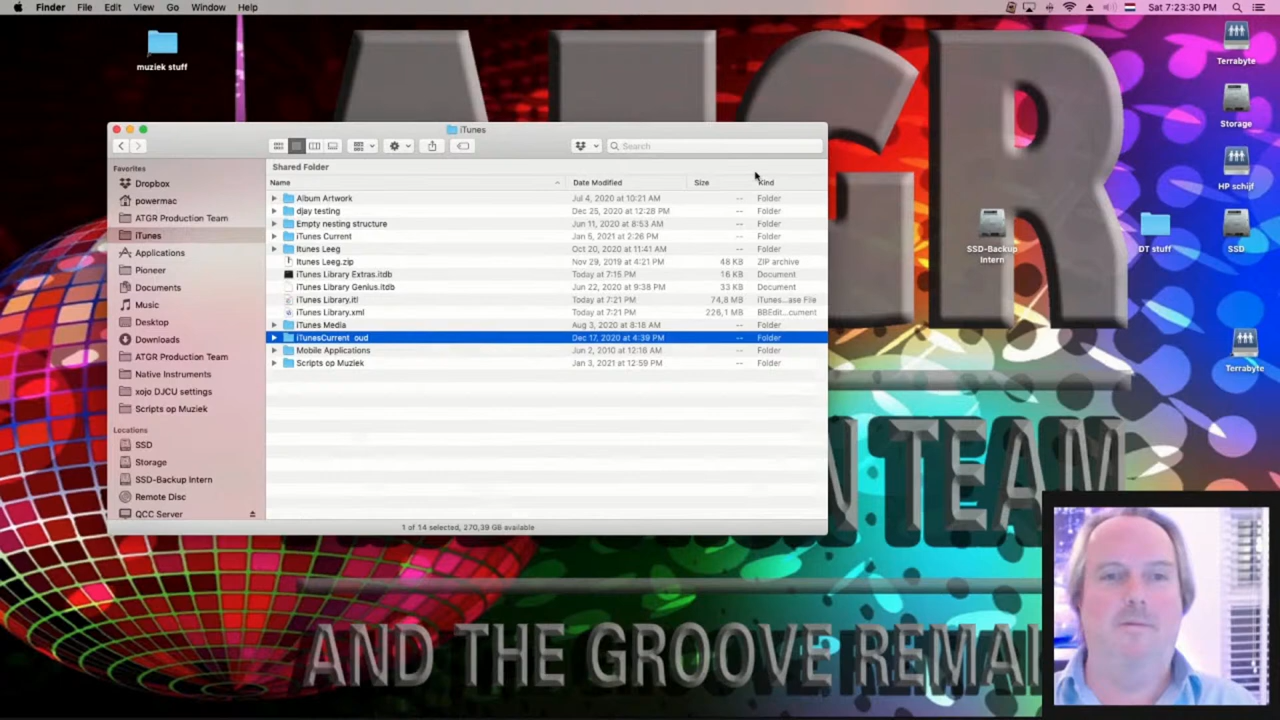 Finder File Edit View Go Window Help Sat 7:23:30 PM
muziek stuff
ATGR
Terrabyte
Storage
HP schijf
SSD-Backup Intern
DT stuff
SSD
Terrabyte
iTunes
Search
Favorites
Dropbox
powermac
ATGR Production Team
iTunes
Applications
Pioneer
Documents
Music
Desktop
Downloads
ATGR Production Team
Native Instruments
xojo DJCU settings
Scripts op Muziek
Locations
SSD
Storage
SSD-Backup Intern
Remote Disc
QCC Server
Shared Folder
Name Date Modified Size Kind
Album Artwork Jul 4, 2020 at 10:21 AM -- Folder
djay testing Dec 25, 2020 at 12:28 PM -- Folder
Empty nesting structure Jun 11, 2020 at 8:53 AM -- Folder
iTunes Current Jan 5, 2021 at 2:26 PM -- Folder
Itunes Leeg Oct 20, 2020 at 11:41 AM -- Folder
Itunes Leeg.zip Nov 29, 2019 at 4:21 PM 48 KB ZIP archive
iTunes Library Extras.itdb Today at 7:15 PM 16 KB Document
iTunes Library Genius.itdb Jun 22, 2020 at 9:38 PM 33 KB Document
iTunes Library.itl Today at 7:21 PM 74,8 MB iTunes...ase File
iTunes Library.xml Today at 7:21 PM 226,1 MB BBEdit...cument
iTunes Media Aug 3, 2020 at 8:18 AM -- Folder
iTunesCurrent_oud Dec 17, 2020 at 4:39 PM -- Folder
Mobile Applications Jun 2, 2010 at 12:16 AM -- Folder
Scripts op Muziek Jan 3, 2021 at 12:59 PM -- Folder
1 of 14 selected, 270,39 GB available
N TEAM
AND THE GROOVE REMAI